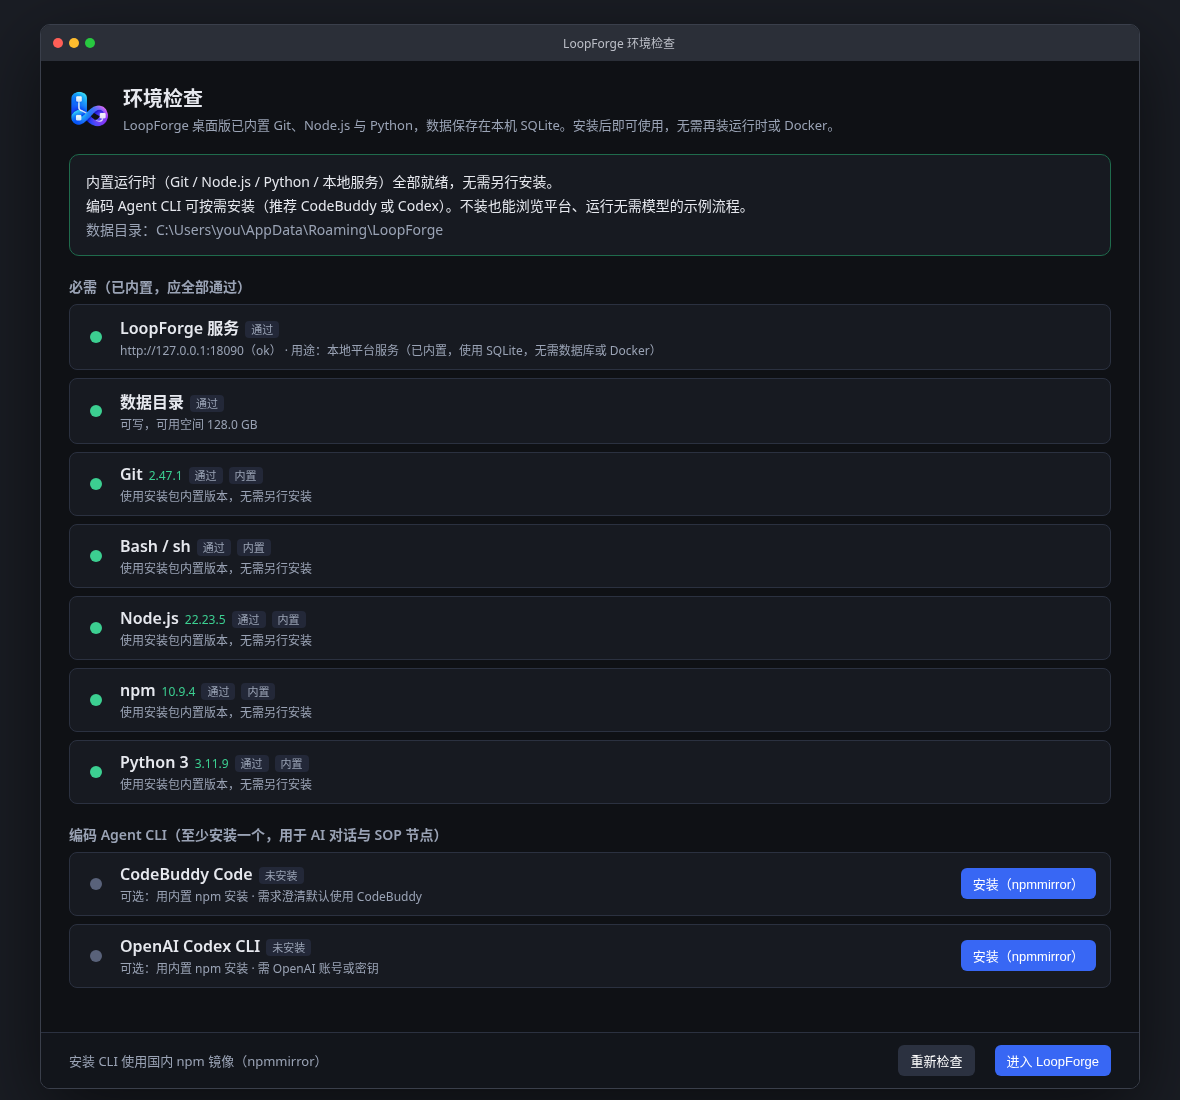 LoopForge 环境检查
环境检查
LoopForge 桌面版已内置 Git、Node.js 与 Python，数据保存在本机 SQLite。安装后即可使用，无需再装运行时或 Docker。
内置运行时（Git / Node.js / Python / 本地服务）全部就绪，无需另行安装。
编码 Agent CLI 可按需安装（推荐 CodeBuddy 或 Codex）。不装也能浏览平台、运行无需模型的示例流程。
数据目录：C:\Users\you\AppData\Roaming\LoopForge
必需（已内置，应全部通过）
LoopForge 服务 通过
http://127.0.0.1:18090（ok） · 用途：本地平台服务（已内置，使用 SQLite，无需数据库或 Docker）
数据目录 通过
可写，可用空间 128.0 GB
Git 2.47.1 通过 内置
使用安装包内置版本，无需另行安装
Bash / sh 通过 内置
使用安装包内置版本，无需另行安装
Node.js 22.23.5 通过 内置
使用安装包内置版本，无需另行安装
npm 10.9.4 通过 内置
使用安装包内置版本，无需另行安装
Python 3 3.11.9 通过 内置
使用安装包内置版本，无需另行安装
编码 Agent CLI（至少安装一个，用于 AI 对话与 SOP 节点）
CodeBuddy Code 未安装
可选：用内置 npm 安装 · 需求澄清默认使用 CodeBuddy
安装（npmmirror）
OpenAI Codex CLI 未安装
可选：用内置 npm 安装 · 需 OpenAI 账号或密钥
安装（npmmirror）
安装 CLI 使用国内 npm 镜像（npmmirror）
重新检查
进入 LoopForge